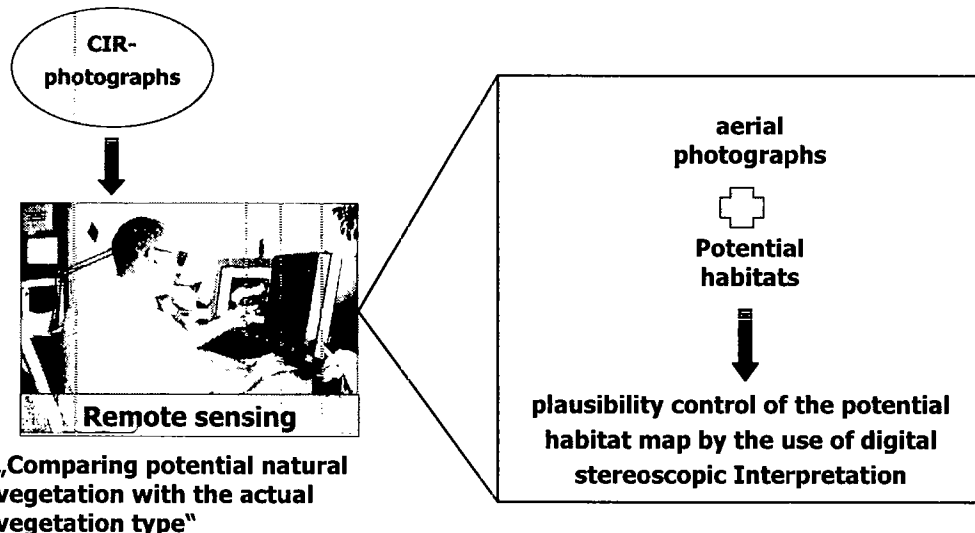 CIR-
photographs
Remote sensing
„Comparing potential natural
vegetation with the actual
vegetation type“
aerial
photographs
Potential
habitats
plausibility control of the potential
habitat map by the use of digital
stereoscopic Interpretation